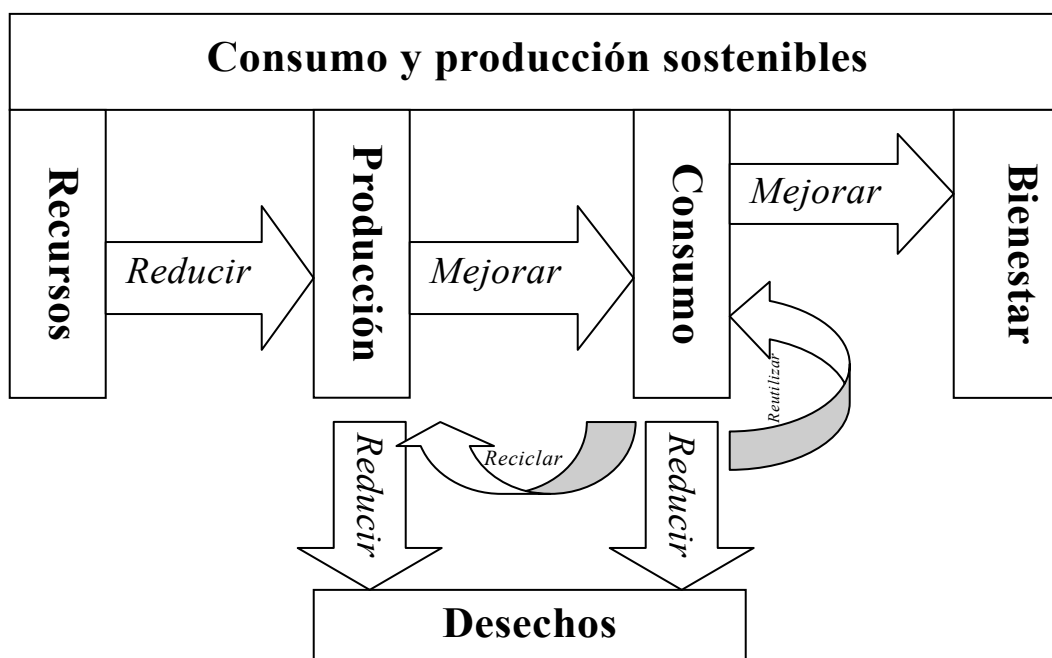 Consumo y producción sostenibles
Recursos
Reducir
Producción
Mejorar
Consumo
Mejorar
Bienestar
Reutilizar
Reciclar
Reducir
Reducir
Desechos